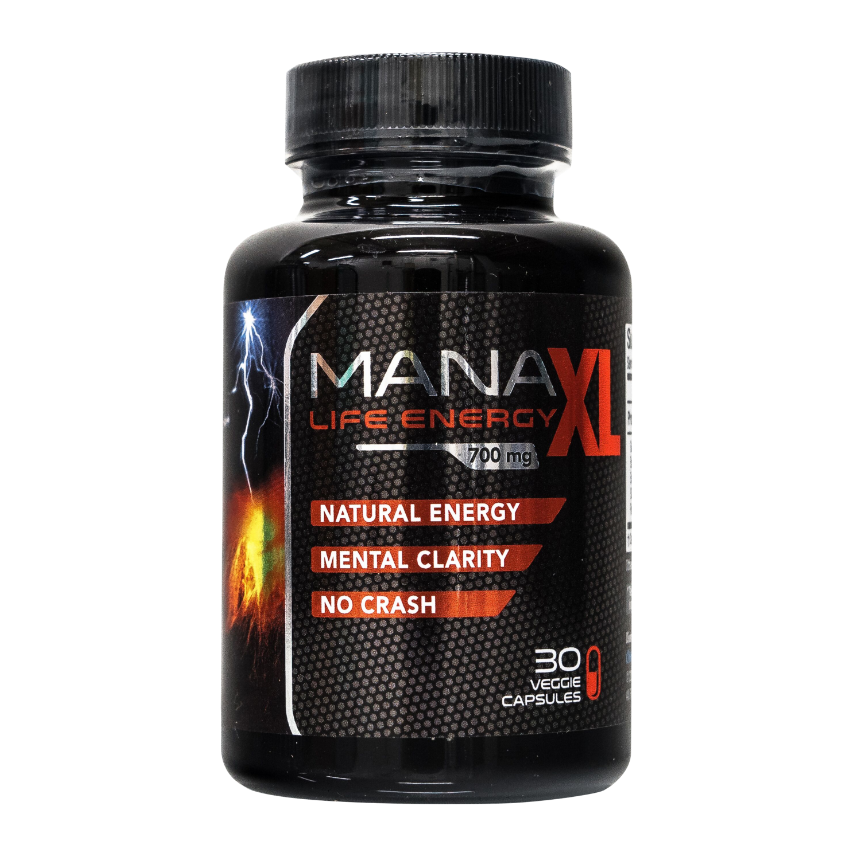 MANA XL
LIFE ENERGY
700 mg
NATURAL ENERGY
MENTAL CLARITY
NO CRASH
30
VEGGIE
CAPSULES